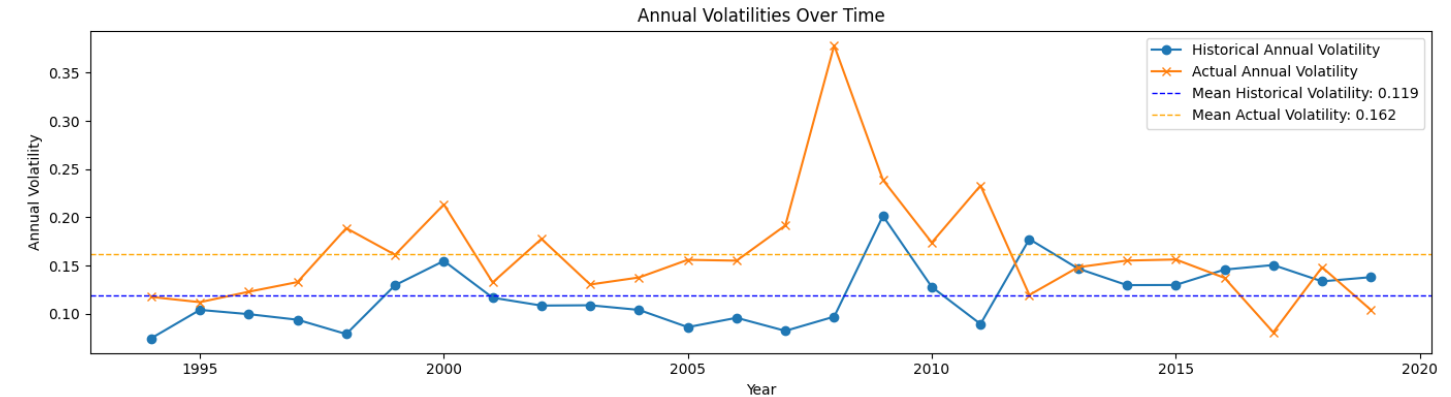 Annual Volatilities Over Time
Historical Annual Volatility
Actual Annual Volatility
Mean Historical Volatility: 0.119
Mean Actual Volatility: 0.162
Annual Volatility
0.35
0.30
0.25
0.20
0.15
0.10
1995 2000 2005 2010 2015 2020
Year